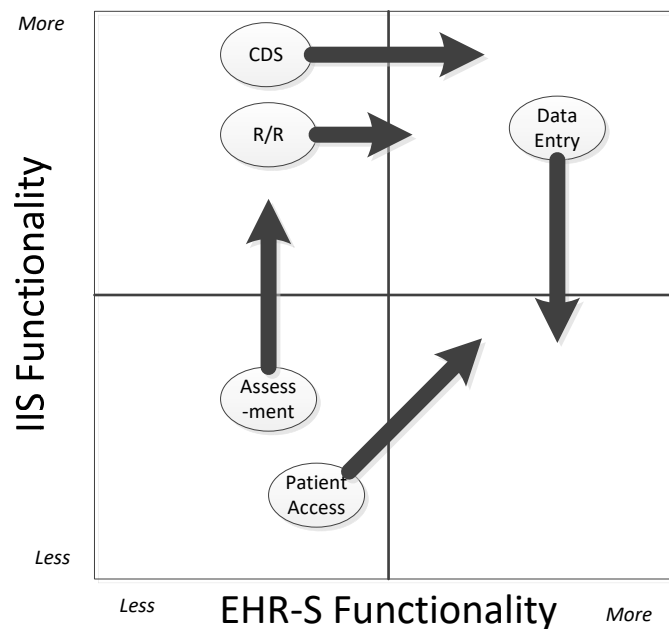 More
CDS
R/R
Data
Entry
IIS Functionality
Assess
-ment
Patient
Access
Less
Less
EHR-S Functionality
More